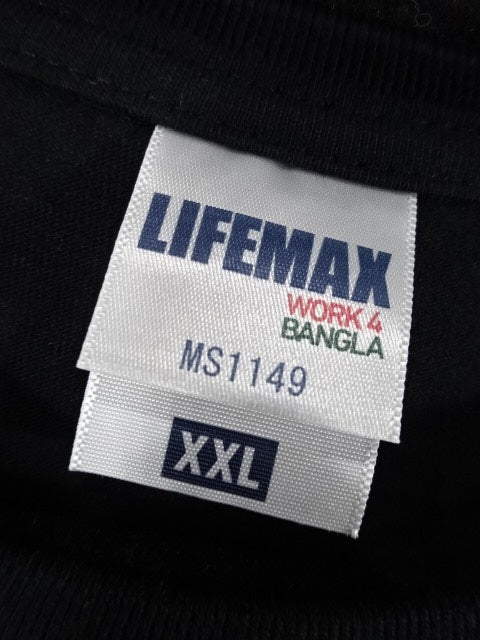 LIFEMAX
WORK 4
BANGLA
MS1149
XXL